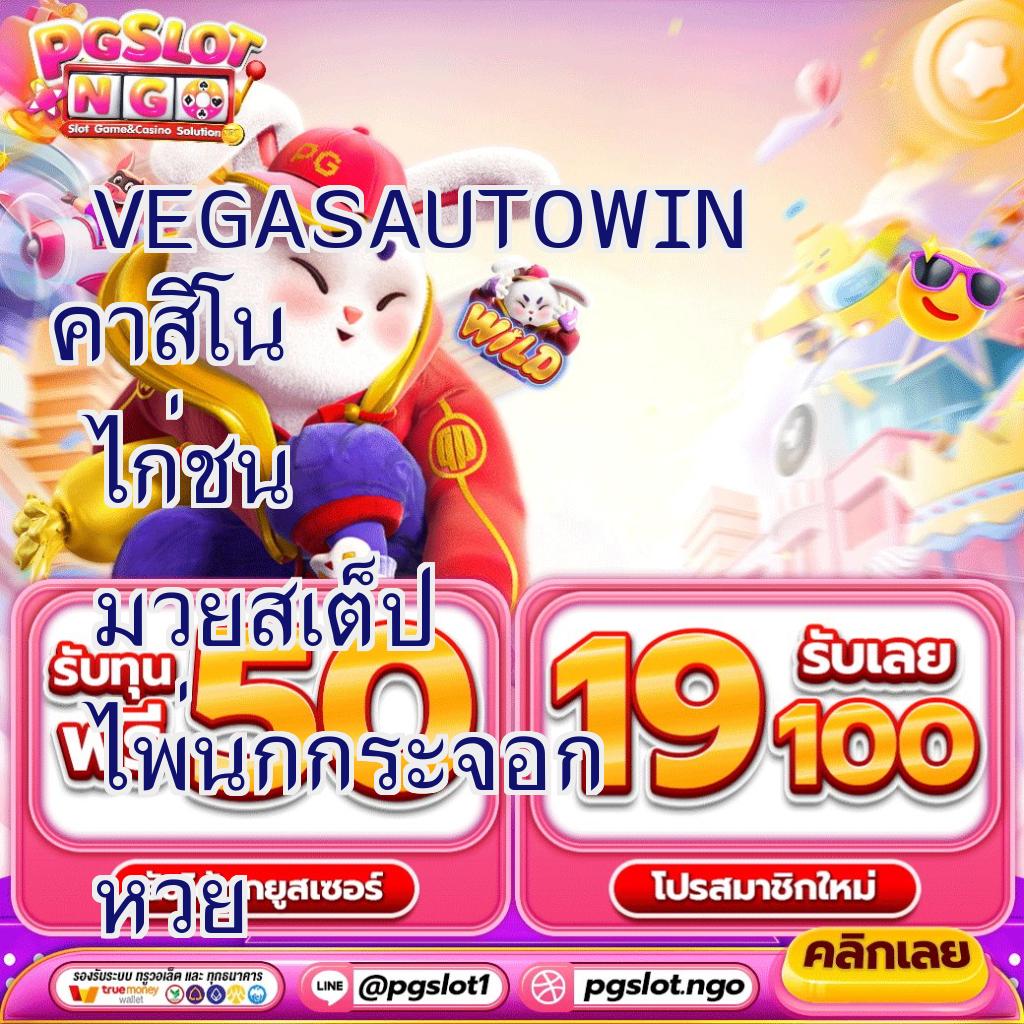 PGSLOT
NGO
Slot Game&Casino Solution
PG
VEGASAUTOWIN
คาสิโน
WILD
ไก่ชน
มวยสเต็ป
รับทุน
ฟรี
50
19
รับเลย
100
ไพ่นกกระจอก
ยูสเซอร์
โปรสมาชิกใหม่
หวย
คลิกเลย
รองรับระบบ ทรูวอเล็ต และ ทุกธนาคาร
truemoney
wallet
LINE
@pgslot1
pgslot.ngo